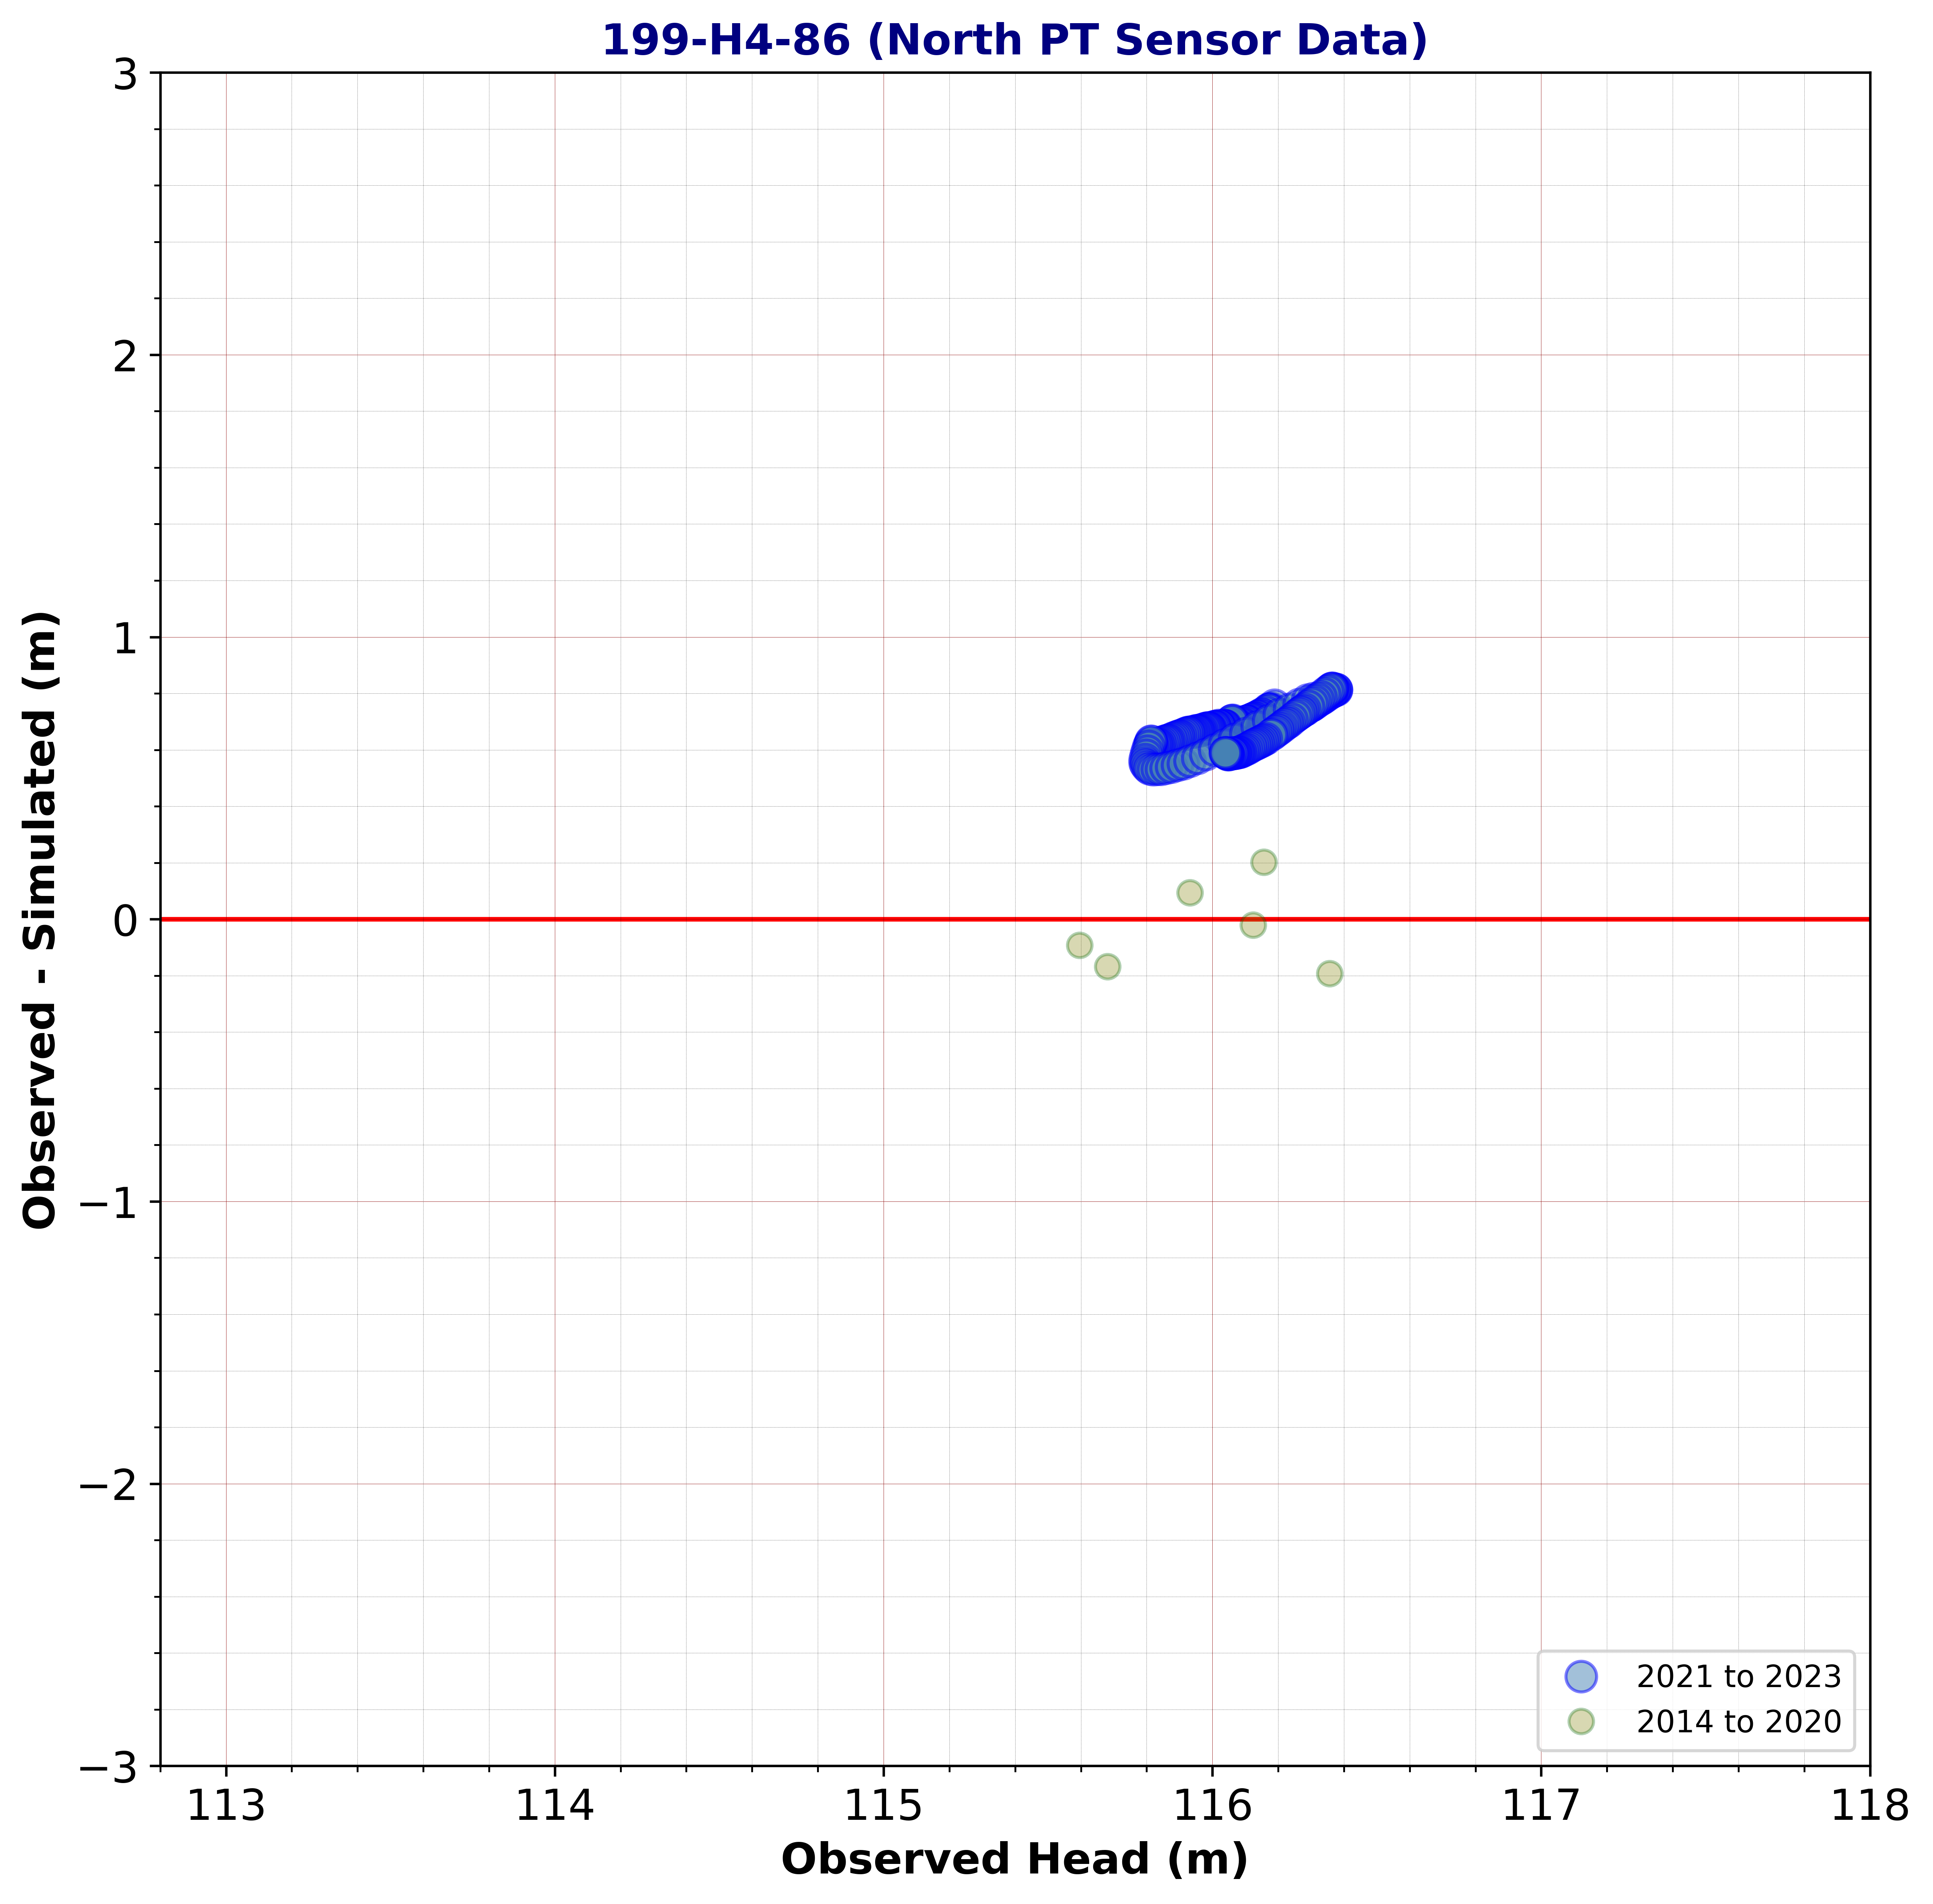 199-H4-86 (North PT Sensor Data)
3
2
1
0
−1
−2
−3
Observed - Simulated (m)
113 114 115 116 117 118
Observed Head (m)
2021 to 2023
2014 to 2020